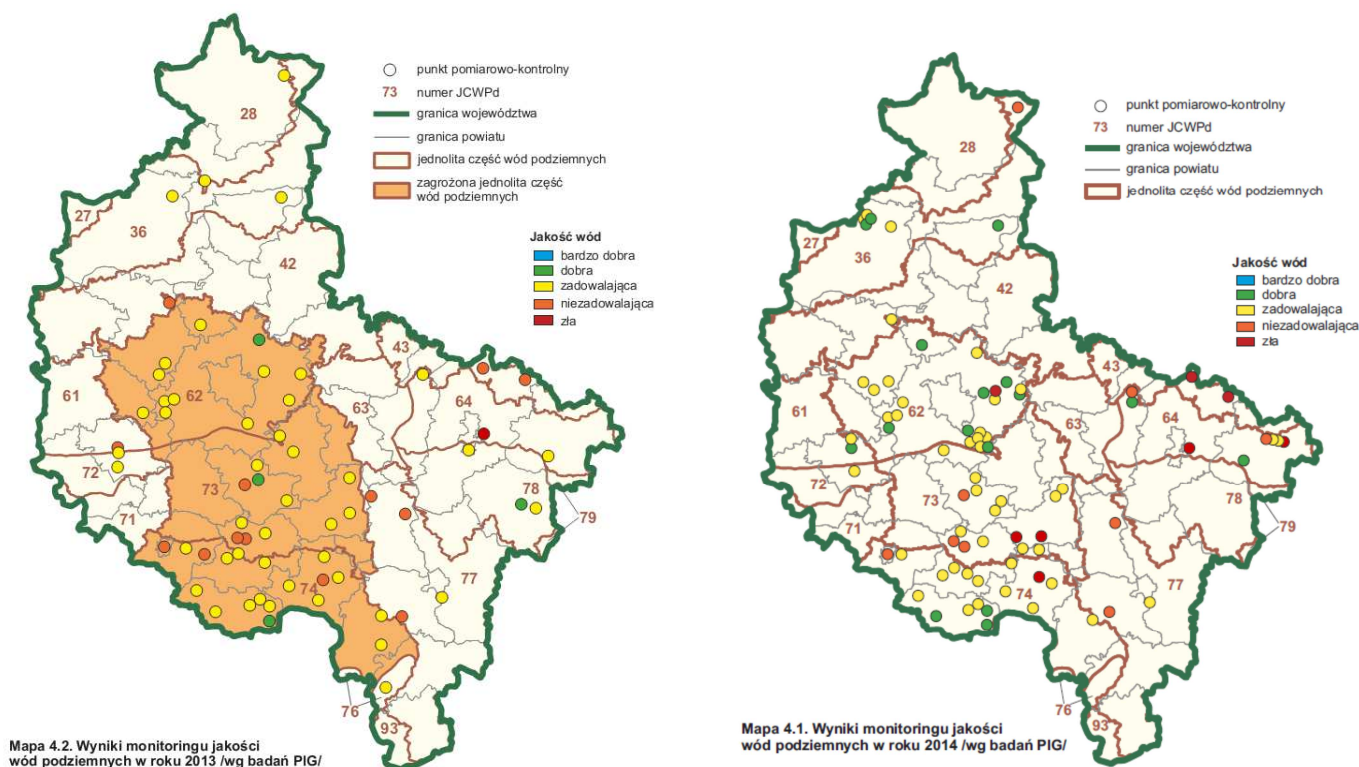 punkt pomiarowo-kontrolny
73 numer JCWPd
granica województwa
granica powiatu
jednolita część wód podziemnych
zagrożona jednolita część
wód podziemnych
Jakość wód
bardzo dobra
dobra
zadowalająca
niezadowalająca
zła
28
27
36
42
43
61
62
63
64
72
73
78
71
79
74
77
76
93
Mapa 4.2. Wyniki monitoringu jakości
wód podziemnych w roku 2013 /wg badań PIG/
punkt pomiarowo-kontrolny
73 numer JCWPd
granica województwa
granica powiatu
jednolita część wód podziemnych
Jakość wód
bardzo dobra
dobra
zadowalająca
niezadowalająca
zła
28
27
36
42
43
61
62
63
64
72
73
78
71
79
74
77
76
93
Mapa 4.1. Wyniki monitoringu jakości
wód podziemnych w roku 2014 /wg badań PIG/